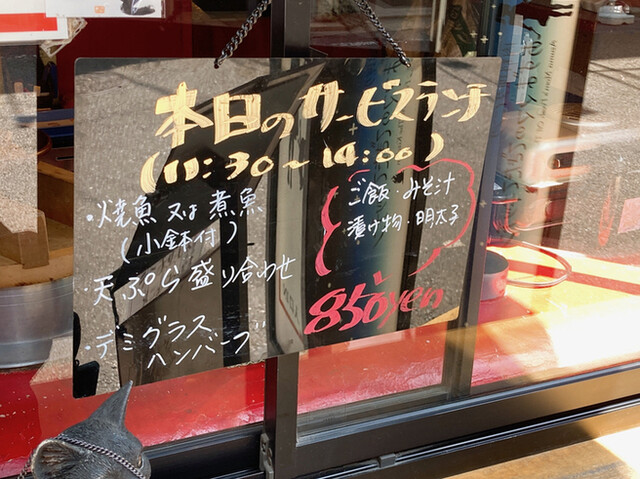 本日のサービスランチ
(11:30～14:00)
・焼魚 又は 煮魚
(小鉢付)
・天ぷら盛り合わせ
・デミグラス
ハンバーグ
ご飯・みそ汁
漬け物・明太子
850yen